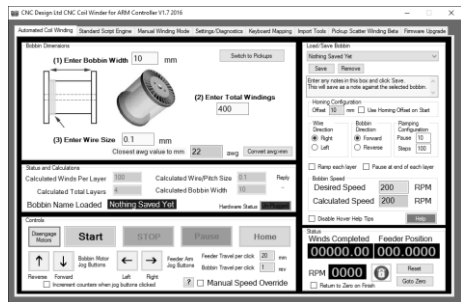 CNC Design Ltd CNC Coil Winder for ARM Controller V1.7 2016
Automated Coil Winding Standard Script Engine Manual Winding Mode Settings/Diagnostics Keyboard Mapping Import Tools Pickup Scatter Winding Beta Firmware Upgrade
Bobbin Dimensions
(1) Enter Bobbin Width 10 mm
Switch to Pickups
(2) Enter Total Windings
400
(3) Enter Wire Size 0.1 mm
Closest awg value to mm 22 awg Convert awg:mm
Status and Calculations
Calculated Winds Per Layer 100 Calculated Wire/Pitch Size 0.1 Reply
Calculated Total Layers 4 Calculated Bobbin Width 10 -
Bobbin Name Loaded Nothing Saved Yet Hardware Status
Controls
Disengage Motors Start STOP Pause Home
Bobbin Motor Jog Buttons
Feeder Arm Jog Buttons
Feeder Travel per click 20 mm
Bobbin Travel per click 1 rev
Reverse Forward Left Right
Increment counters when jog buttons clicked ? Manual Speed Override
Load/Save Bobbin
Nothing Saved Yet
Save Remove
Enter any notes in this box and click Save.
This will save as a note against the selected bobbin.
Homing Configuration
Offset 10 mm Use Homing Offset on Start
Wire Direction
Right
Left
Bobbin Direction
Forward
Reverse
Ramping Configuration
Pause 10
Steps 100
Ramp each layer Pause at end of each layer
Bobbin Speed
Desired Speed 200 RPM
Calculated Speed 200 RPM
Disable Hover Help Tips Help
Status
Winds Completed Feeder Position
00000.00 000.0000
RPM 0000 Reset
Return to Zero on Finish Goto Zero